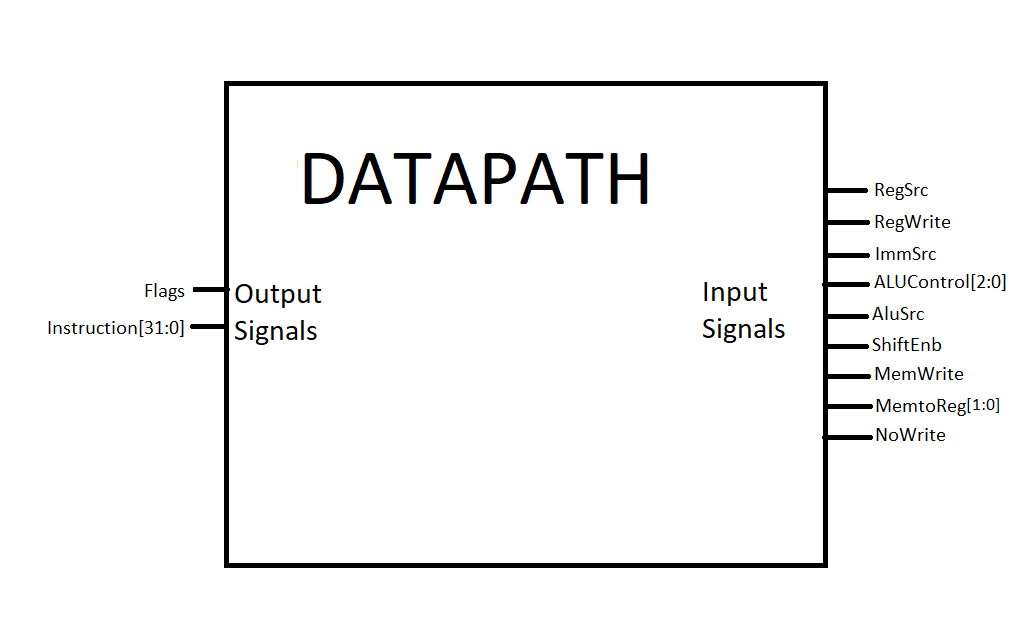 DATAPATH
Flags
Instruction[31:0]
Output
Signals
Input
Signals
RegSrc
RegWrite
ImmSrc
ALUControl[2:0]
AluSrc
ShiftEnb
MemWrite
MemtoReg[1:0]
NoWrite